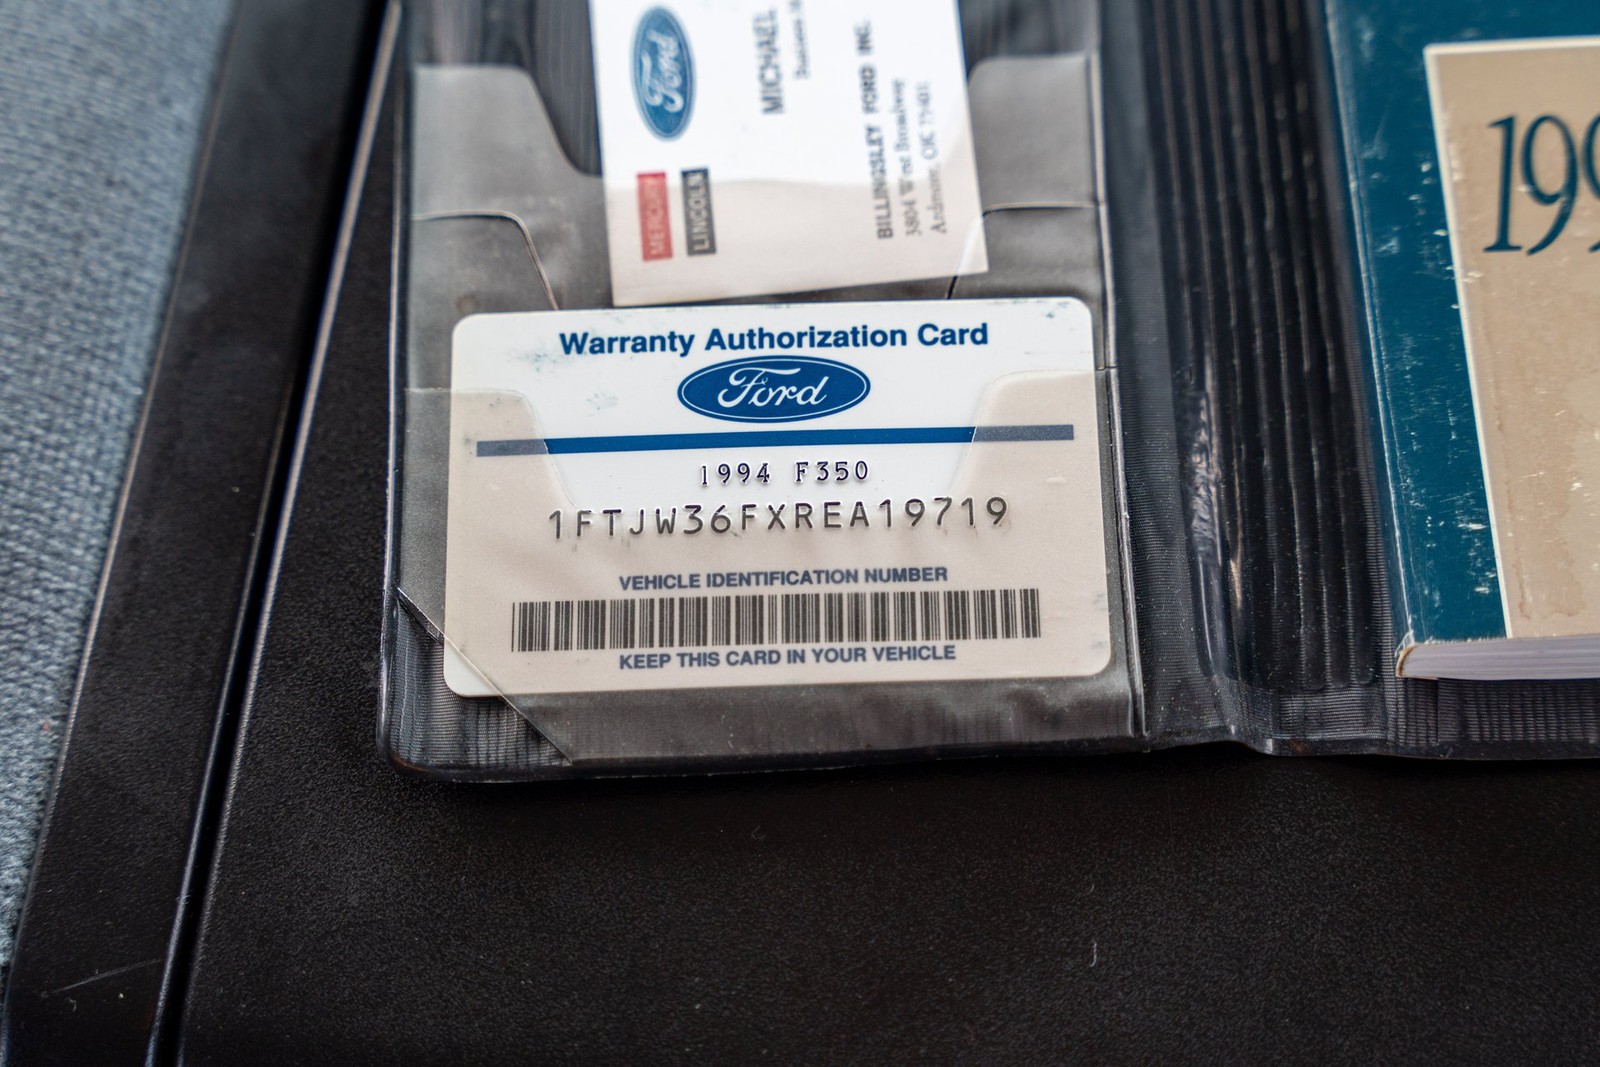 Ford
MERCURY
LINCOLN
MICHAEL
BILLINGSLEY FORD INC.
3804 West Broadway
Ardmore, OK 73401
Warranty Authorization Card
Ford
1994 F350
1FTJW36FXREA19719
VEHICLE IDENTIFICATION NUMBER
KEEP THIS CARD IN YOUR VEHICLE
199